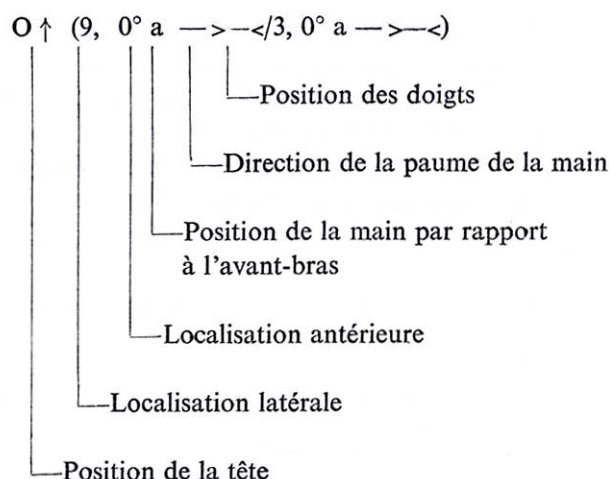 O ↑ (9, 0° a —>—</3, 0° a —>—<)
Position des doigts
Direction de la paume de la main
Position de la main par rapport
à l'avant-bras
Localisation antérieure
Localisation latérale
Position de la tête